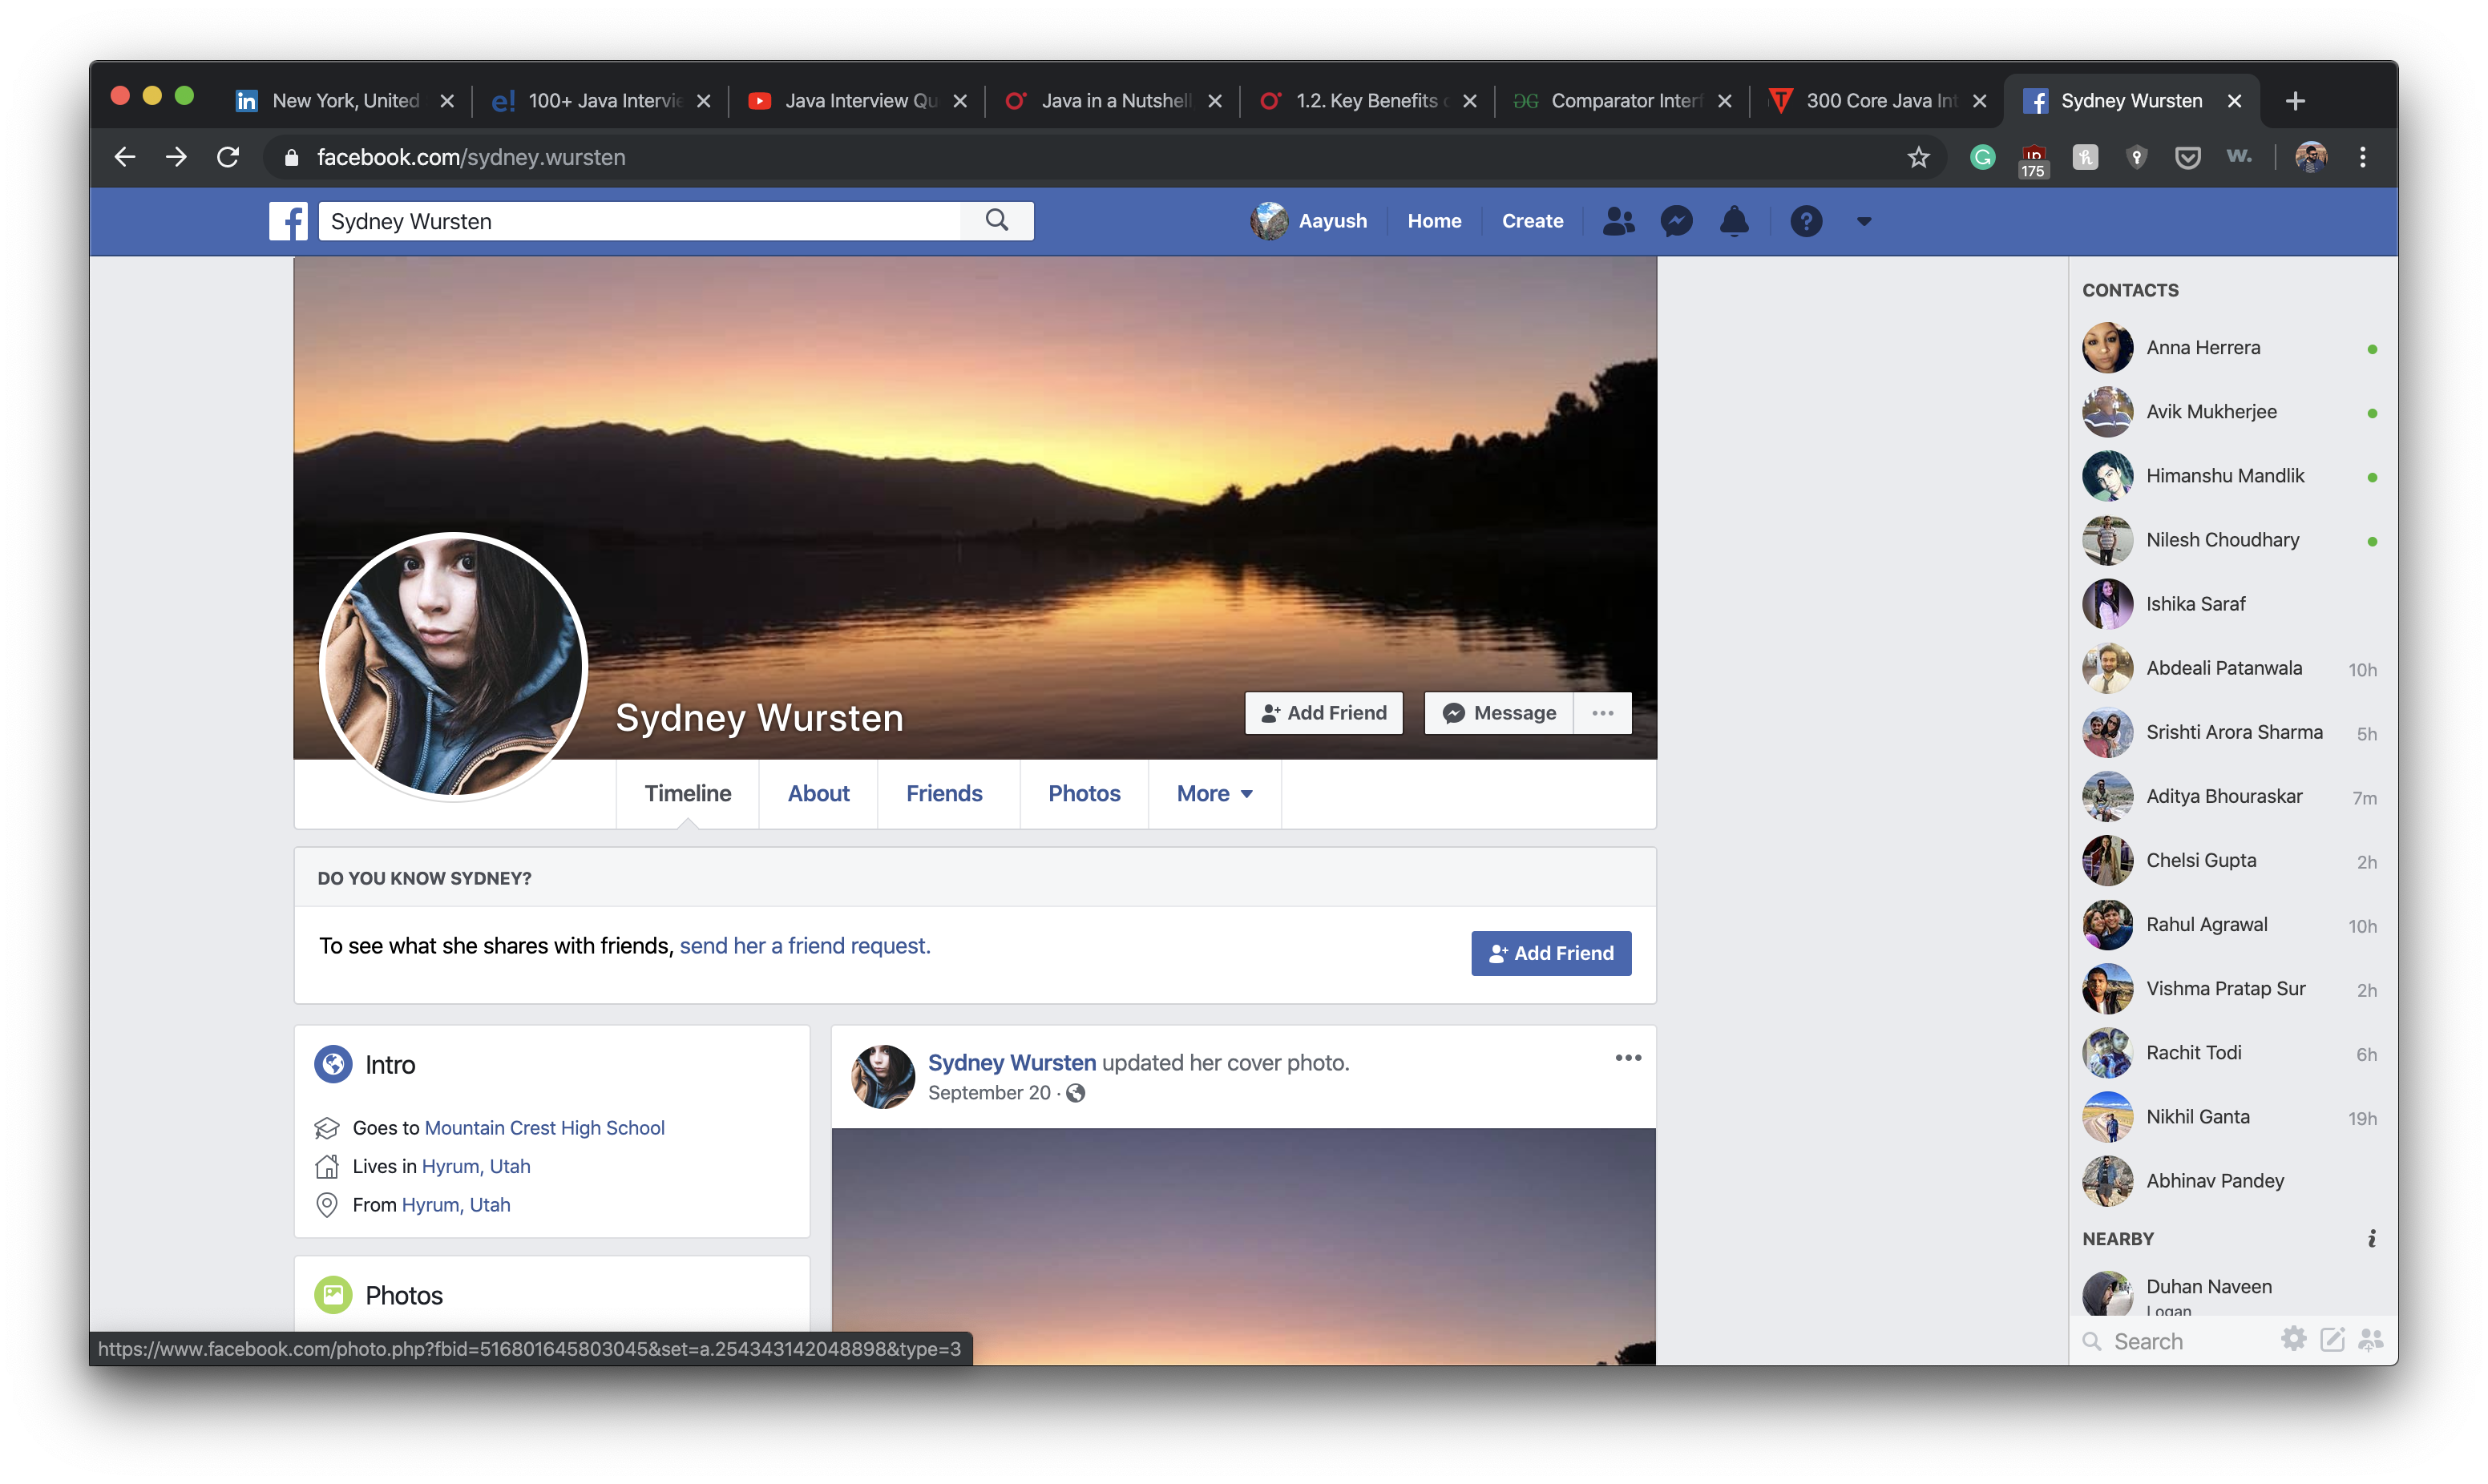 New York, United
100+ Java Intervie
Java Interview Qu
Java in a Nutshell
1.2. Key Benefits o
Comparator Interf
300 Core Java Int
Sydney Wursten
facebook.com/sydney.wursten
175
Sydney Wursten
Aayush
Home
Create
Sydney Wursten
Add Friend
Message
Timeline
About
Friends
Photos
More
DO YOU KNOW SYDNEY?
To see what she shares with friends, send her a friend request.
Add Friend
Intro
Goes to Mountain Crest High School
Lives in Hyrum, Utah
From Hyrum, Utah
Photos
Sydney Wursten updated her cover photo.
September 20 ·
https://www.facebook.com/photo.php?fbid=516801645803045&set=a.254343142048898&type=3
CONTACTS
Anna Herrera
Avik Mukherjee
Himanshu Mandlik
Nilesh Choudhary
Ishika Saraf
Abdeali Patanwala 10h
Srishti Arora Sharma 5h
Aditya Bhouraskar 7m
Chelsi Gupta 2h
Rahul Agrawal 10h
Vishma Pratap Sur 2h
Rachit Todi 6h
Nikhil Ganta 19h
Abhinav Pandey
NEARBY
Duhan Naveen
Logan
Search